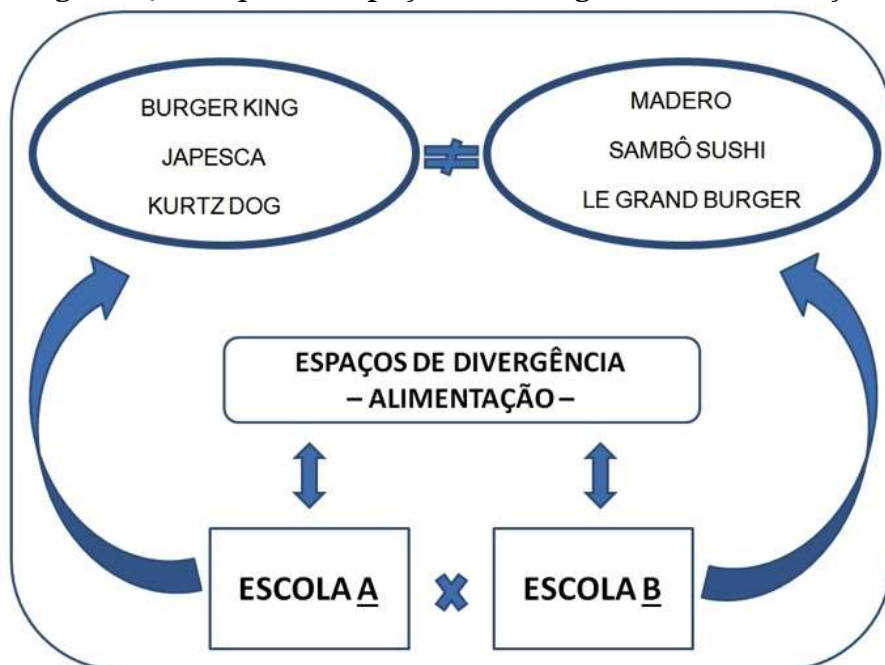 BURGER KING
JAPESCA
KURTZ DOG
≠
MADERO
SAMBÔ SUSHI
LE GRAND BURGER
ESPAÇOS DE DIVERGÊNCIA
– ALIMENTAÇÃO –
ESCOLA A
x
ESCOLA B